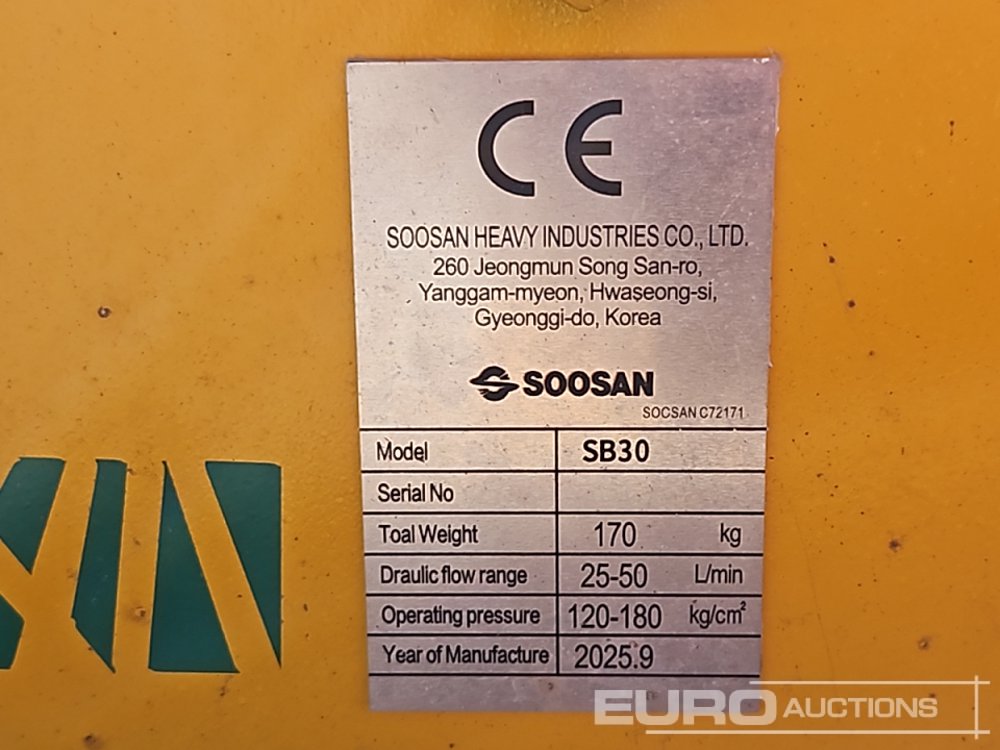 CE
SOOSAN HEAVY INDUSTRIES CO., LTD.
260 Jeongmun Song San-ro,
Yanggam-myeon, Hwaseong-si,
Gyeonggi-do, Korea
SOOSAN
SOCSAN C72171
Model SB30
Serial No
Toal Weight 170 kg
Draulic flow range 25-50 L/min
Operating pressure 120-180 kg/cm²
Year of Manufacture 2025.9
EURO AUCTIONS